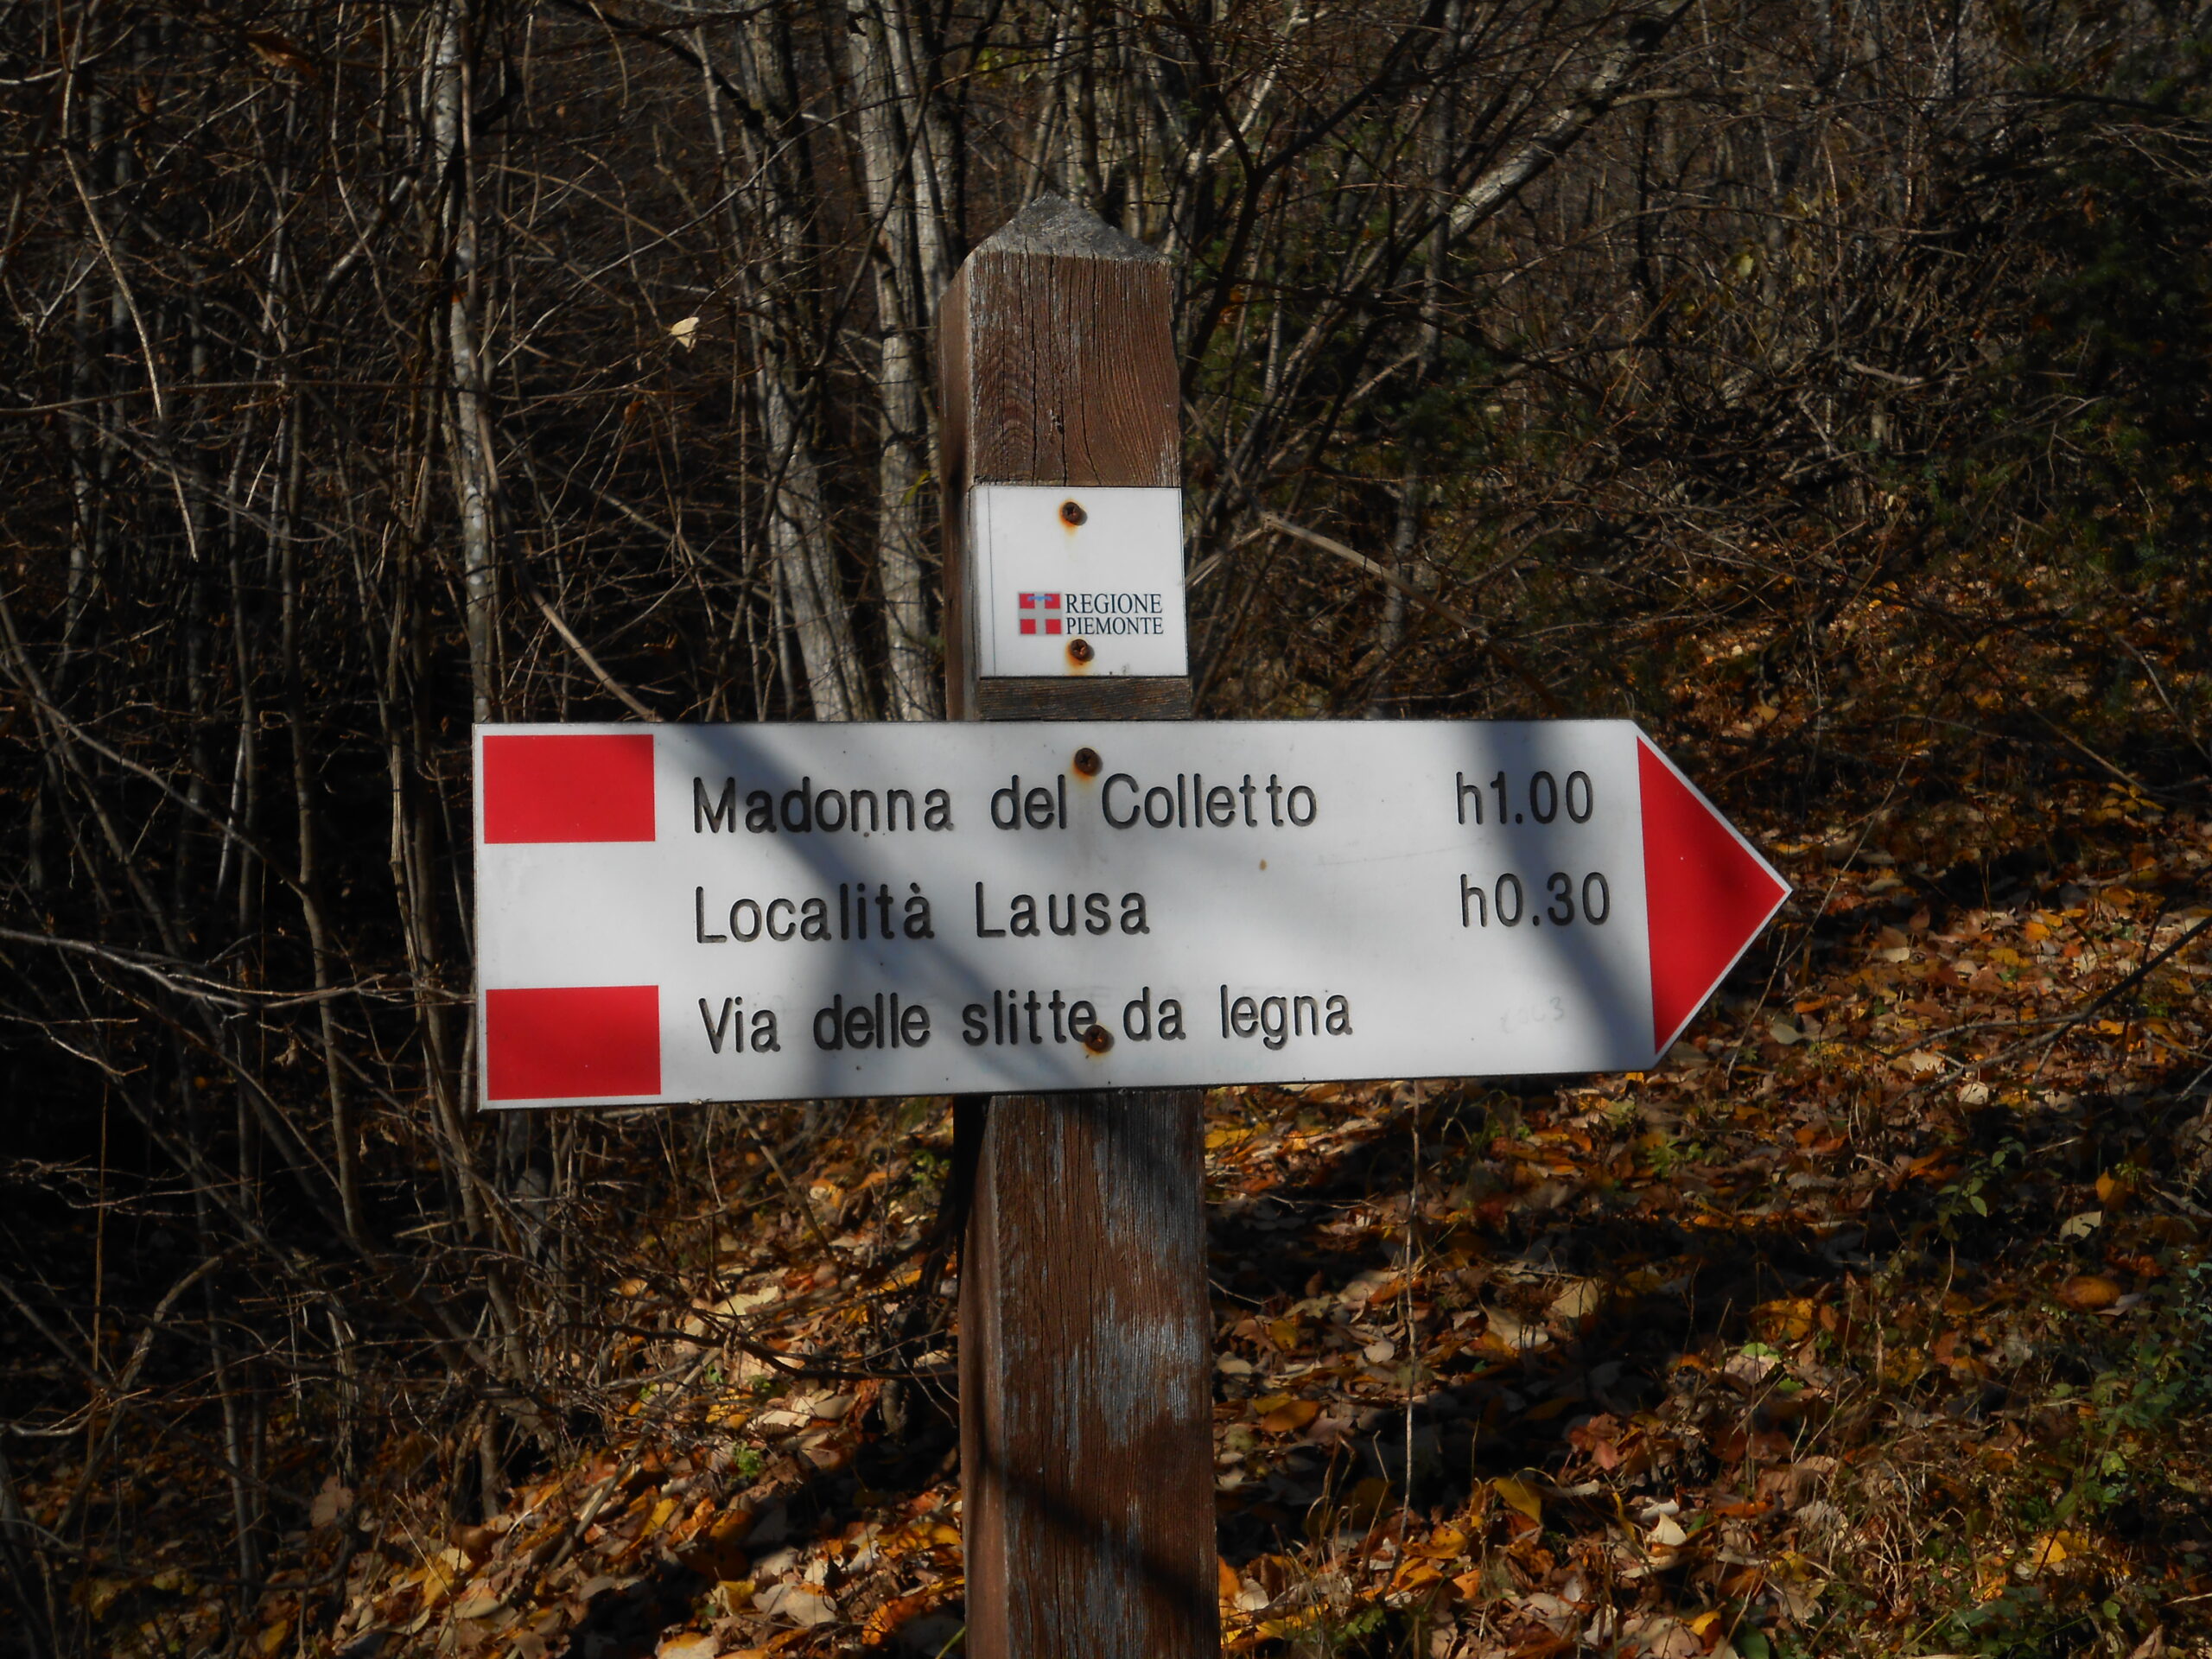 REGIONE
PIEMONTE
Madonna del Colletto h1.00
Località Lausa h0.30
Via delle slitte da legna